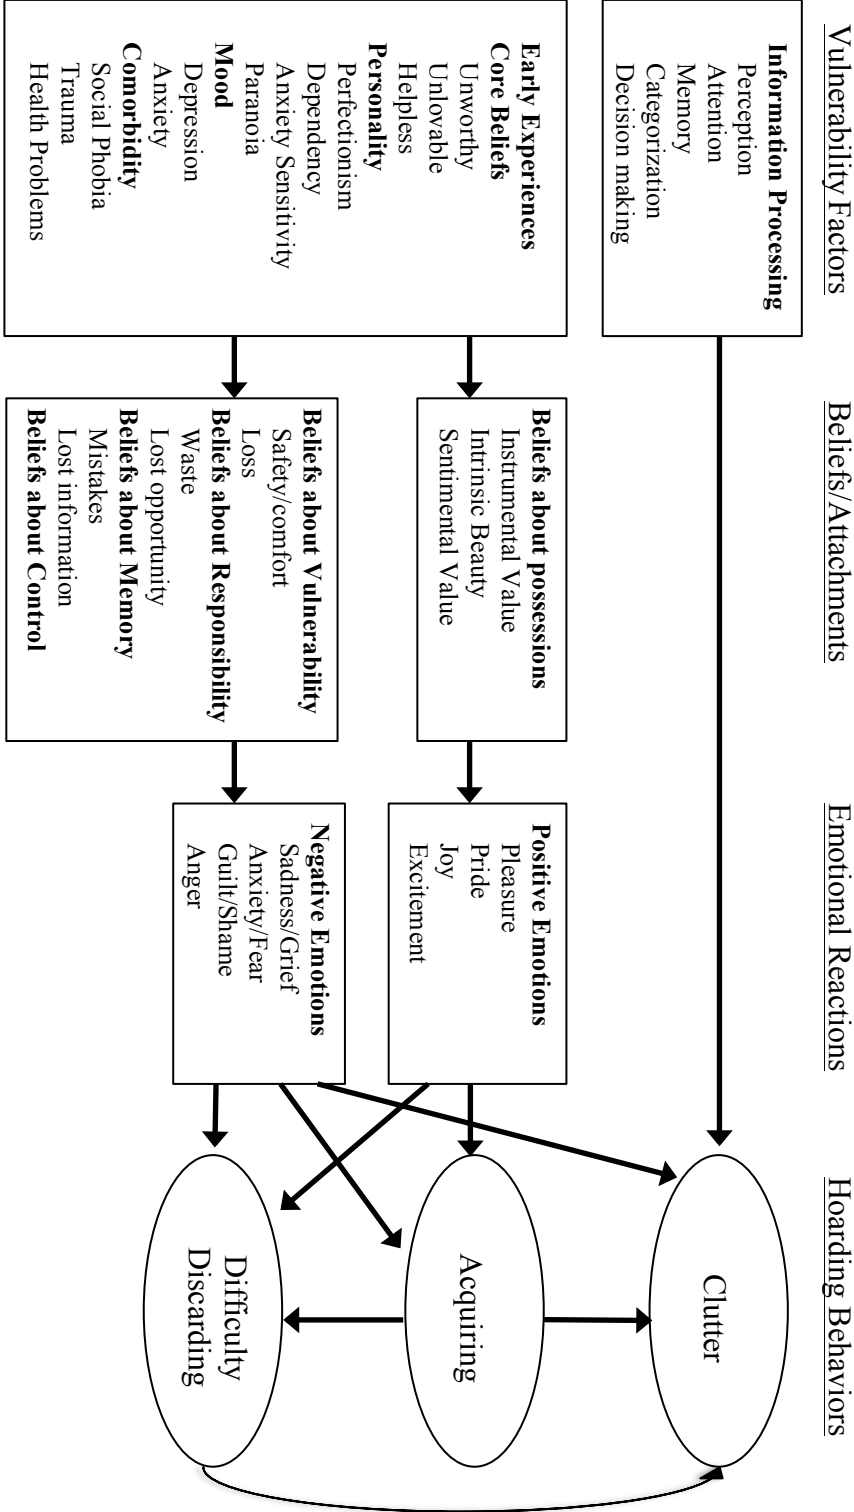 Vulnerability Factors
Beliefs/Attachments
Emotional Reactions
Hoarding Behaviors
Information Processing
Perception
Attention
Memory
Categorization
Decision making
Clutter
Early Experiences
Core Beliefs
Unworthy
Unlovable
Helpless
Personality
Perfectionism
Dependency
Anxiety Sensitivity
Paranoia
Mood
Depression
Anxiety
Comorbidity
Social Phobia
Trauma
Health Problems
Beliefs about possessions
Instrumental Value
Intrinsic Beauty
Sentimental Value
Positive Emotions
Pleasure
Pride
Joy
Excitement
Acquiring
Beliefs about Vulnerability
Safety/comfort
Loss
Beliefs about Responsibility
Waste
Lost opportunity
Beliefs about Memory
Mistakes
Lost information
Beliefs about Control
Negative Emotions
Sadness/Grief
Anxiety/Fear
Guilt/Shame
Anger
Difficulty
Discarding